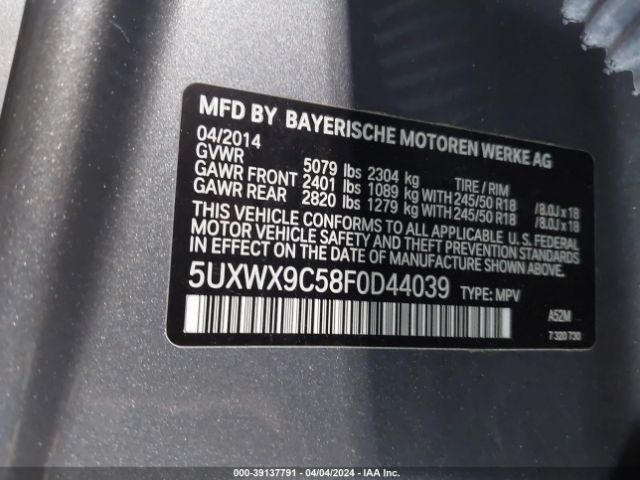 MFD BY BAYERISCHE MOTOREN WERKE AG
04/2014
GVWR 5079 lbs 2304 kg TIRE / RIM
GAWR FRONT 2401 lbs 1089 kg WITH 245/50 R18 /8.0J x 18
GAWR REAR 2820 lbs 1279 kg WITH 245/50 R18 /8.0J x 18
THIS VEHICLE CONFORMS TO ALL APPLICABLE U. S. FEDERAL
MOTOR VEHICLE SAFETY AND THEFT PREVENTION STANDARDS
IN EFFECT ON THE DATE OF MANUFACTURE SHOWN ABOVE.
5UXWX9C58F0D44039 TYPE: MPV
A52M
7 320 730
000-39137791 | 04/04/2024 | IAA Inc.